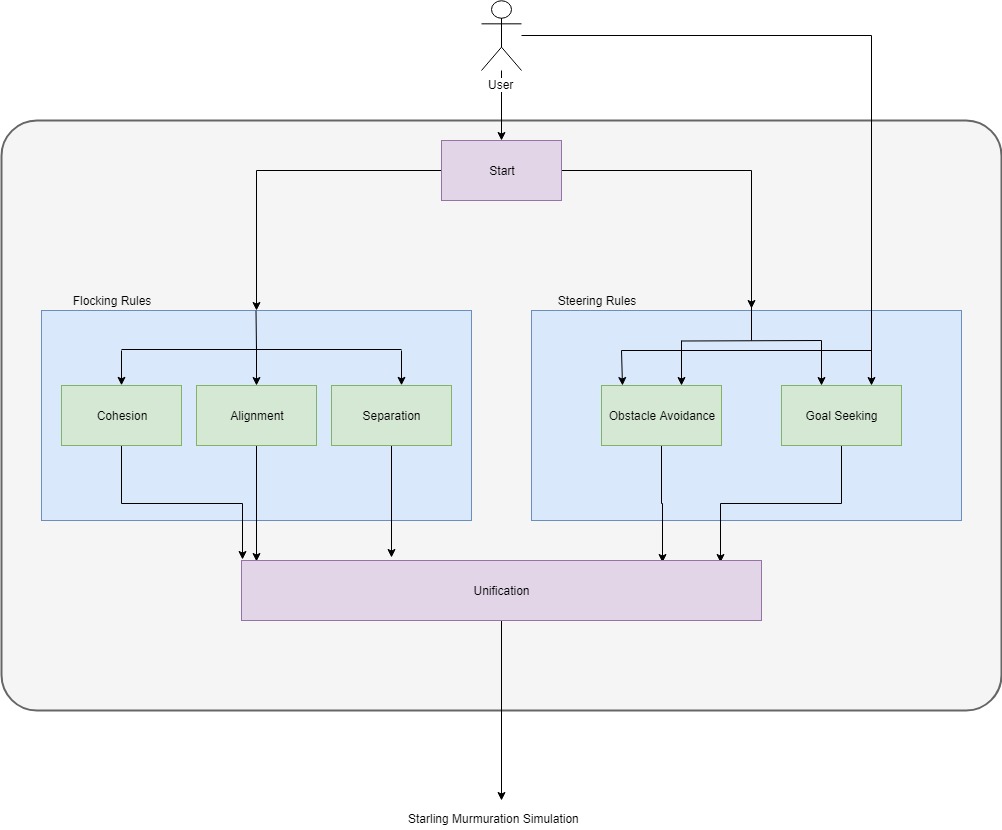 User
Start
Flocking Rules
Steering Rules
Cohesion
Alignment
Separation
Obstacle Avoidance
Goal Seeking
Unification
Starling Murmuration Simulation